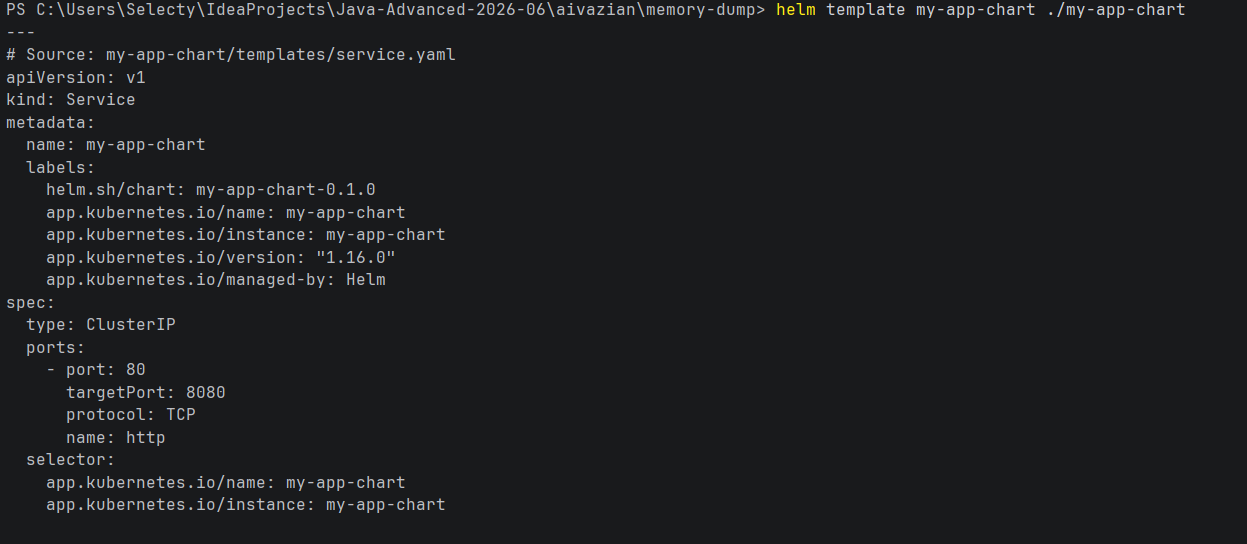 PS C:\Users\Selecty\IdeaProjects\Java-Advanced-2026-06\aivazian\memory-dump> helm template my-app-chart ./my-app-chart
---
# Source: my-app-chart/templates/service.yaml
apiVersion: v1
kind: Service
metadata:
  name: my-app-chart
  labels:
    helm.sh/chart: my-app-chart-0.1.0
    app.kubernetes.io/name: my-app-chart
    app.kubernetes.io/instance: my-app-chart
    app.kubernetes.io/version: "1.16.0"
    app.kubernetes.io/managed-by: Helm
spec:
  type: ClusterIP
  ports:
    - port: 80
      targetPort: 8080
      protocol: TCP
      name: http
  selector:
    app.kubernetes.io/name: my-app-chart
    app.kubernetes.io/instance: my-app-chart